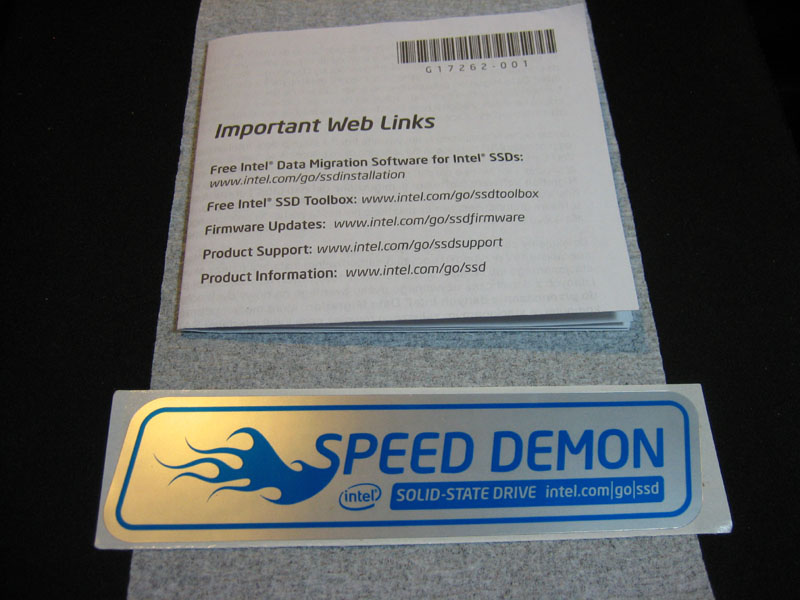 G17262-001
Important Web Links
Free Intel® Data Migration Software for Intel® SSDs:
www.intel.com/go/ssdinstallation
Free Intel® SSD Toolbox: www.intel.com/go/ssdtoolbox
Firmware Updates: www.intel.com/go/ssdfirmware
Product Support: www.intel.com/go/ssdsupport
Product Information: www.intel.com/go/ssd
SPEED DEMON
intel® SOLID-STATE DRIVE intel.com|go|ssd